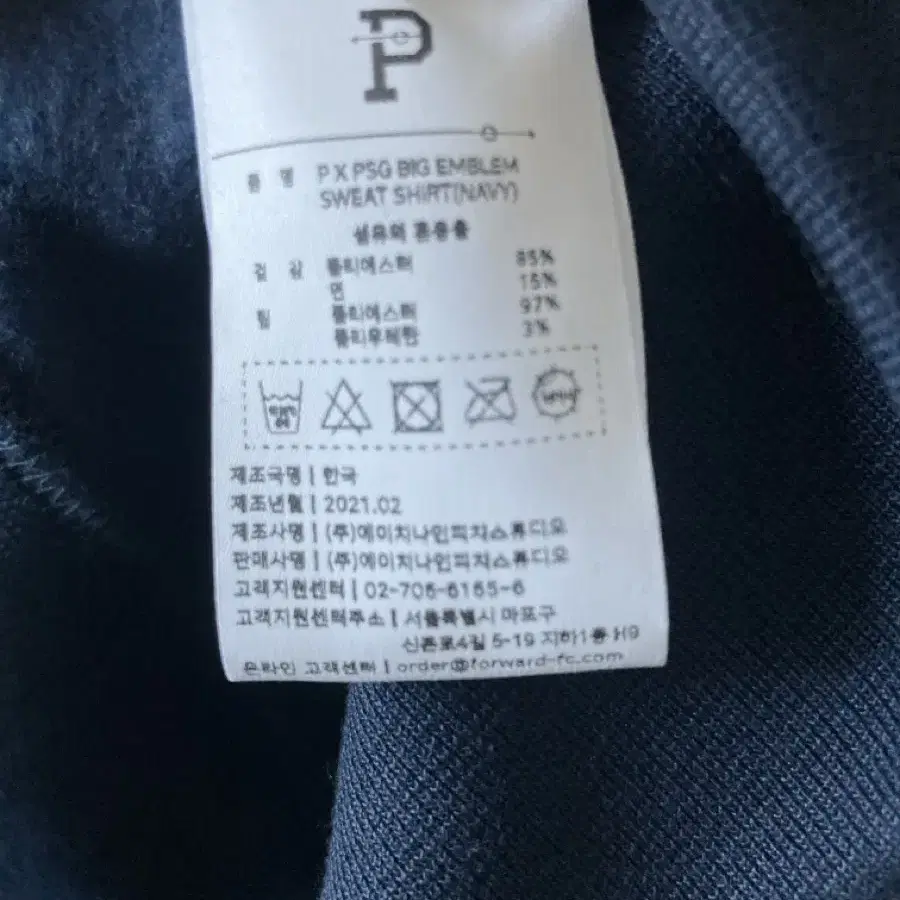 P
품 명 P X PSG BIG EMBLEM
SWEAT SHIRT(NAVY)
섬유의 혼용율
겉 감 폴리에스터 85%
면 15%
립 폴리에스터 97%
폴리우레탄 3%
제조국명 | 한국
제조년월 | 2021.02
제조사명 | (주)에이치나인피치스튜디오
판매사명 | (주)에이치나인피치스튜디오
고객지원센터 | 02-706-6165~6
고객지원센터주소 | 서울특별시 마포구
신촌로4길 5-19 지하1층 H9
온라인 고객센터 | order@forward-fc.com